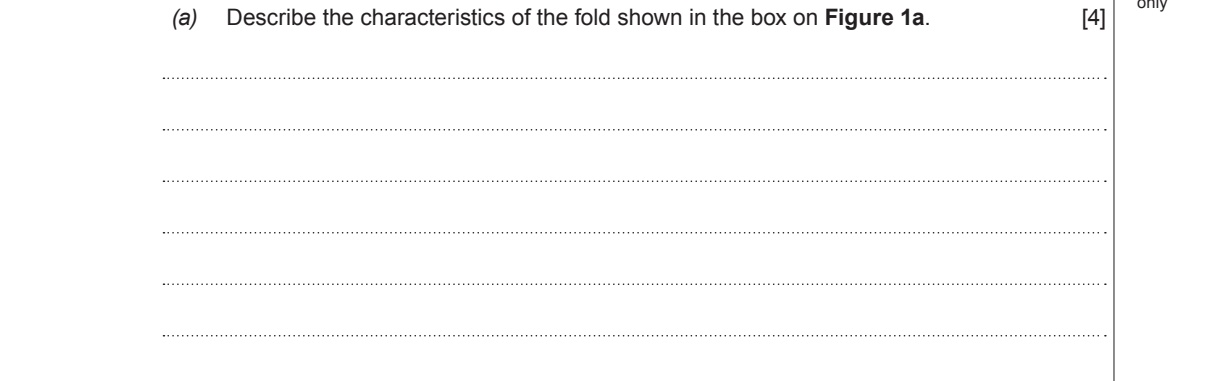 only
(a) Describe the characteristics of the fold shown in the box on Figure 1a. [4]